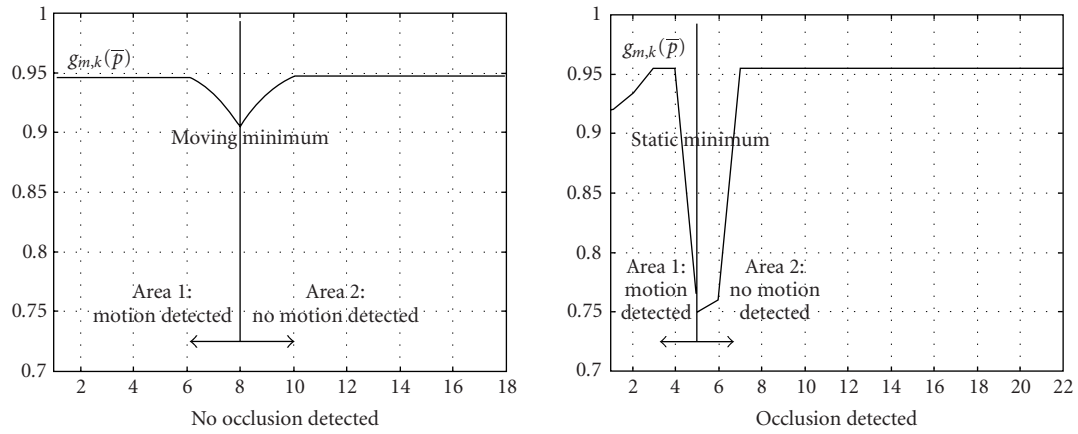 1
0.95
0.9
0.85
0.8
0.75
0.7
g_{m,k}(\overline{p})
Moving minimum
Area 1:
motion detected
Area 2:
no motion detected
2 4 6 8 10 12 14 16 18
No occlusion detected
1
0.95
0.9
0.85
0.8
0.75
0.7
g_{m,k}(\overline{p})
Static minimum
Area 1:
motion
detected
Area 2:
no motion
detected
2 4 6 8 10 12 14 16 18 20 22
Occlusion detected